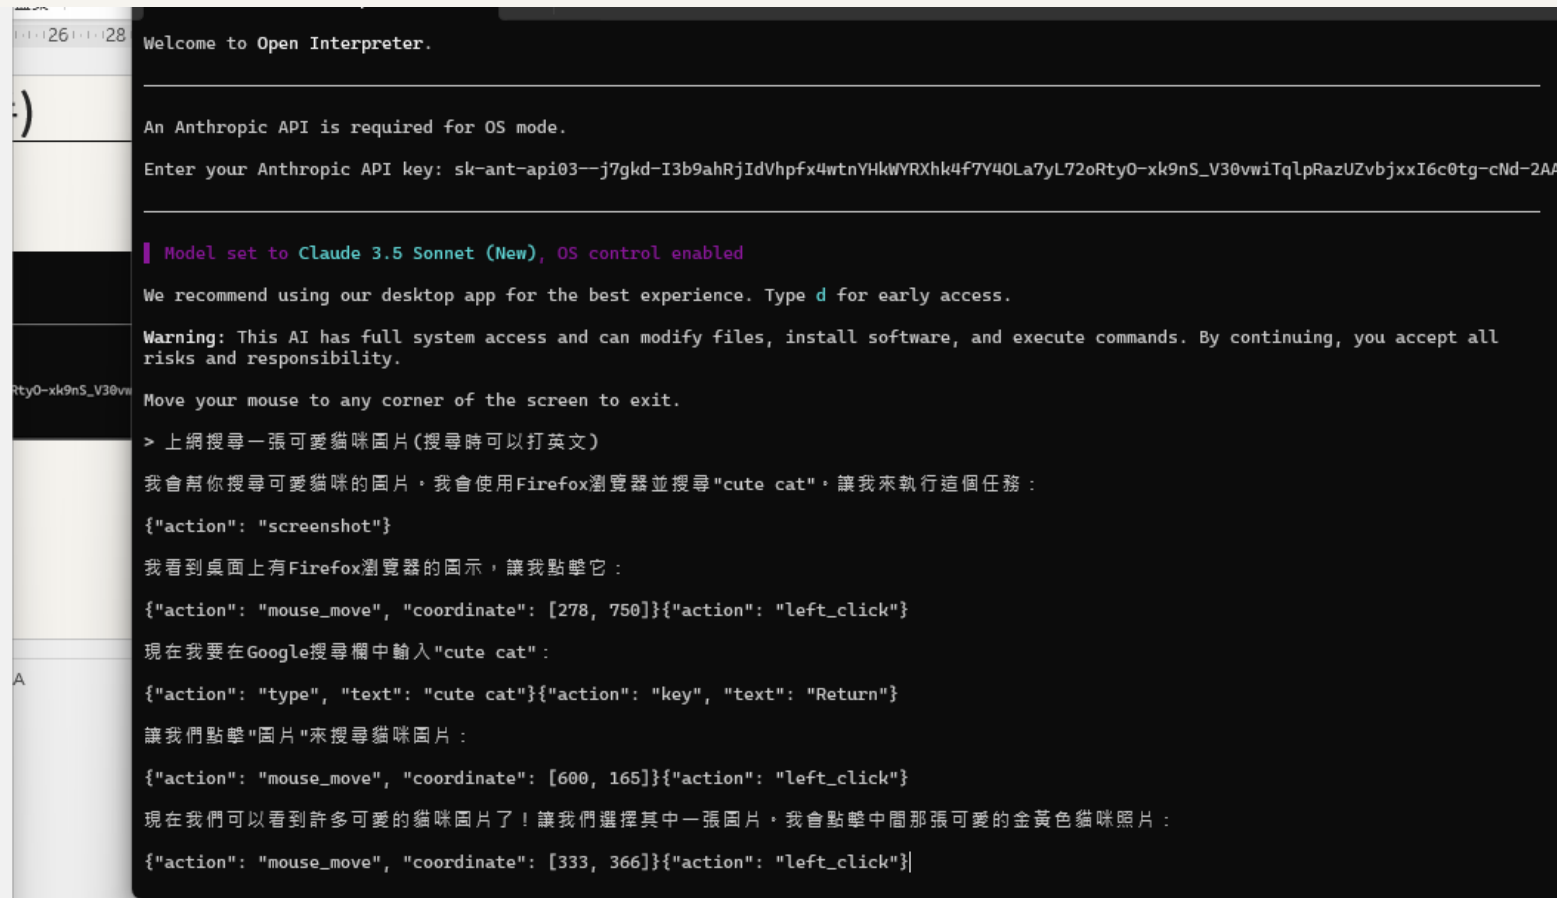 26 28
Welcome to Open Interpreter.
An Anthropic API is required for OS mode.
Enter your Anthropic API key:
Model set to Claude 3.5 Sonnet (New), OS control enabled
We recommend using our desktop app for the best experience. Type d for early access.
Warning: This AI has full system access and can modify files, install software, and execute commands. By continuing, you accept all
risks and responsibility.
Move your mouse to any corner of the screen to exit.
> 上網搜尋一張可愛貓咪圖片(搜尋時可以打英文)
我會幫你搜尋可愛貓咪的圖片。我會使用Firefox瀏覽器並搜尋"cute cat"。讓我來執行這個任務：
{"action": "screenshot"}
我看到桌面上有Firefox瀏覽器的圖示，讓我點擊它：
{"action": "mouse_move", "coordinate": [278, 750]}{"action": "left_click"}
現在我要在Google搜尋欄中輸入"cute cat"：
{"action": "type", "text": "cute cat"}{"action": "key", "text": "Return"}
讓我們點擊"圖片"來搜尋貓咪圖片：
{"action": "mouse_move", "coordinate": [600, 165]}{"action": "left_click"}
現在我們可以看到許多可愛的貓咪圖片了！讓我們選擇其中一張圖片。我會點擊中間那張可愛的金黃色貓咪照片：
{"action": "mouse_move", "coordinate": [333, 366]}{"action": "left_click"}
A